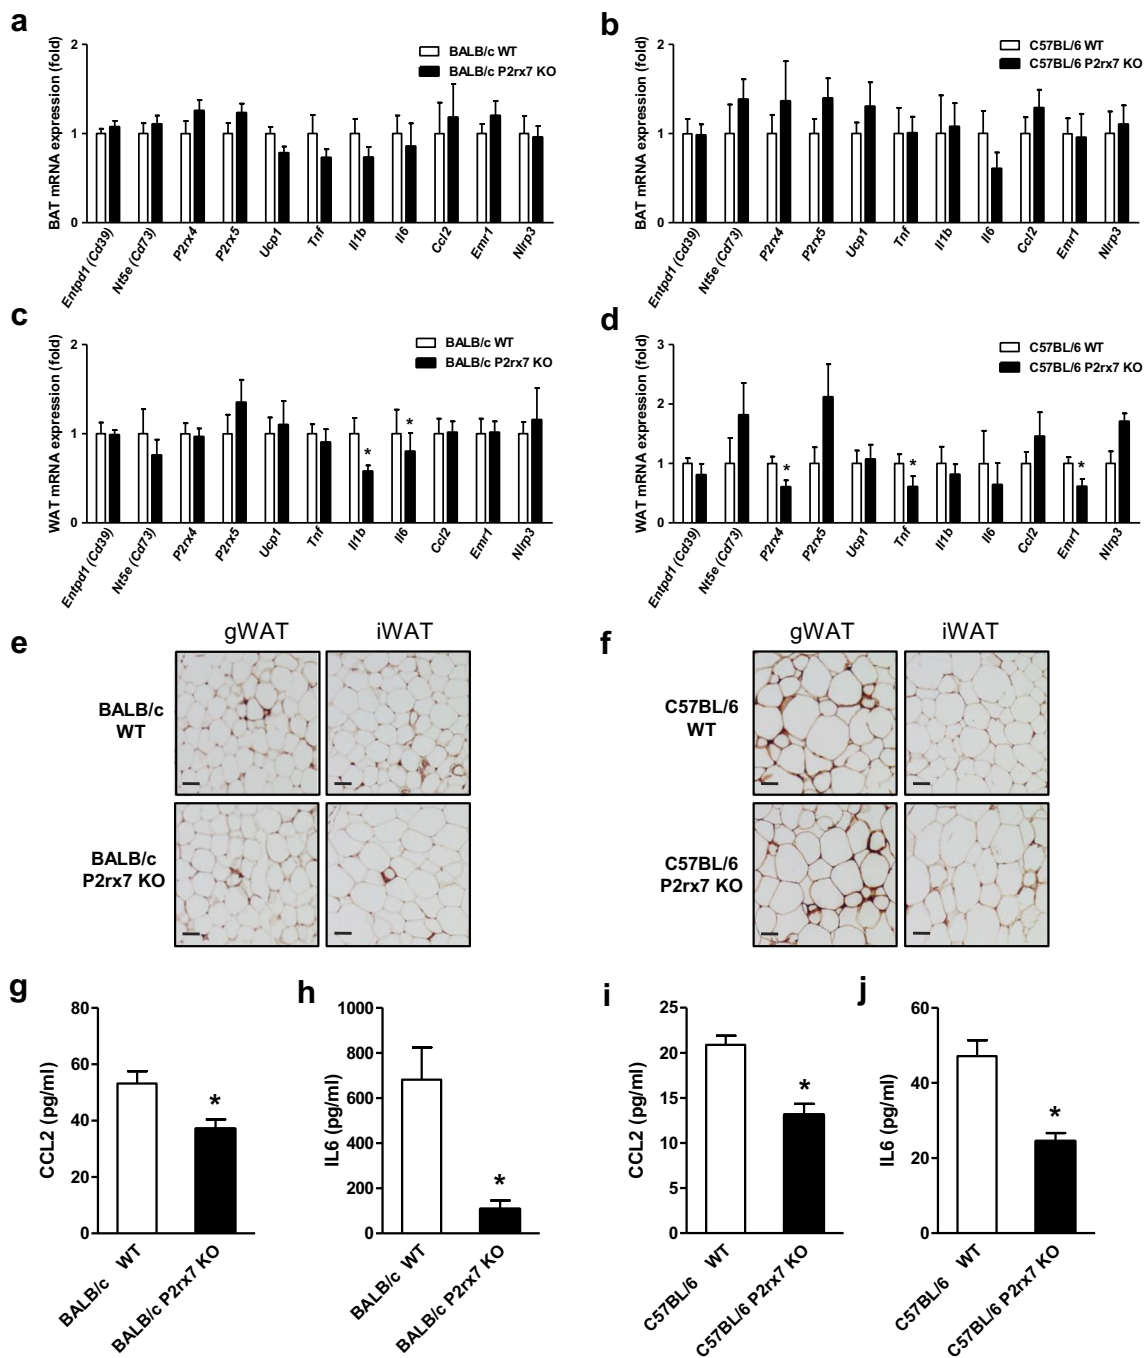 a
BAT mRNA expression (fold)
2
1
0
BALB/c WT
BALB/c P2rx7 KO
Entpd1 (Cd39)
Nt5e (Cd73)
P2rx4
P2rx5
Ucp1
Tnf
Il1b
Il6
Ccl2
Emr1
Nlrp3
b
BAT mRNA expression (fold)
2
1
0
C57BL/6 WT
C57BL/6 P2rx7 KO
Entpd1 (Cd39)
Nt5e (Cd73)
P2rx4
P2rx5
Ucp1
Tnf
Il1b
Il6
Ccl2
Emr1
Nlrp3
c
WAT mRNA expression (fold)
2
1
0
BALB/c WT
BALB/c P2rx7 KO
*
*
Entpd1 (Cd39)
Nt5e (Cd73)
P2rx4
P2rx5
Ucp1
Tnf
Il1b
Il6
Ccl2
Emr1
Nlrp3
d
WAT mRNA expression (fold)
3
2
1
0
C57BL/6 WT
C57BL/6 P2rx7 KO
*
*
*
Entpd1 (Cd39)
Nt5e (Cd73)
P2rx4
P2rx5
Ucp1
Tnf
Il1b
Il6
Ccl2
Emr1
Nlrp3
e
gWAT
iWAT
BALB/c
WT
BALB/c
P2rx7 KO
f
gWAT
iWAT
C57BL/6
WT
C57BL/6
P2rx7 KO
g
CCL2 (pg/ml)
80
60
40
20
0
*
BALB/c WT
BALB/c P2rx7 KO
h
IL6 (pg/ml)
1000
800
600
400
200
0
*
BALB/c WT
BALB/c P2rx7 KO
i
CCL2 (pg/ml)
25
20
15
10
5
0
*
C57BL/6 WT
C57BL/6 P2rx7 KO
j
IL6 (pg/ml)
60
40
20
0
*
C57BL/6 WT
C57BL/6 P2rx7 KO